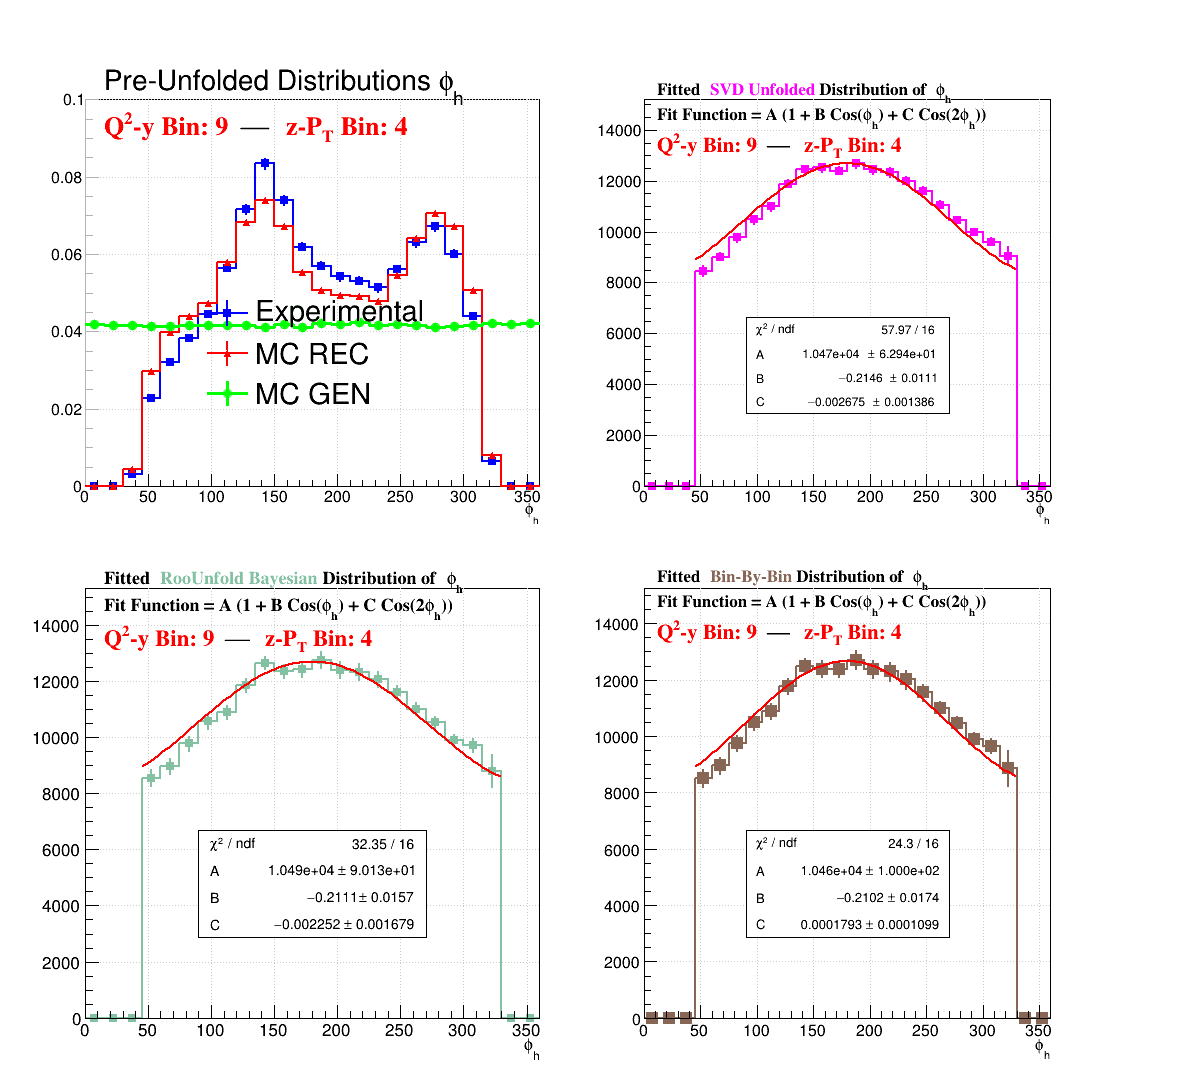 Pre-Unfolded Distributions ϕh
Q2-y Bin: 9 — z-PT Bin: 4
0.1
0.08
0.06
0.04
0.02
0
Experimental
MC REC
MC GEN
0 50 100 150 200 250 300 350
ϕh
Fitted SVD Unfolded Distribution of ϕh
Fit Function = A (1 + B Cos(ϕh) + C Cos(2ϕh))
Q2-y Bin: 9 — z-PT Bin: 4
14000
12000
10000
8000
6000
4000
2000
0
χ2 / ndf 57.97 / 16
A 1.047e+04 ± 6.294e+01
B −0.2146 ± 0.0111
C −0.002675 ± 0.001386
0 50 100 150 200 250 300 350
ϕh
Fitted RooUnfold Bayesian Distribution of ϕh
Fit Function = A (1 + B Cos(ϕh) + C Cos(2ϕh))
Q2-y Bin: 9 — z-PT Bin: 4
14000
12000
10000
8000
6000
4000
2000
0
χ2 / ndf 32.35 / 16
A 1.049e+04 ± 9.013e+01
B −0.2111 ± 0.0157
C −0.002252 ± 0.001679
0 50 100 150 200 250 300 350
ϕh
Fitted Bin-By-Bin Distribution of ϕh
Fit Function = A (1 + B Cos(ϕh) + C Cos(2ϕh))
Q2-y Bin: 9 — z-PT Bin: 4
14000
12000
10000
8000
6000
4000
2000
0
χ2 / ndf 24.3 / 16
A 1.046e+04 ± 1.000e+02
B −0.2102 ± 0.0174
C 0.0001793 ± 0.0001099
0 50 100 150 200 250 300 350
ϕh